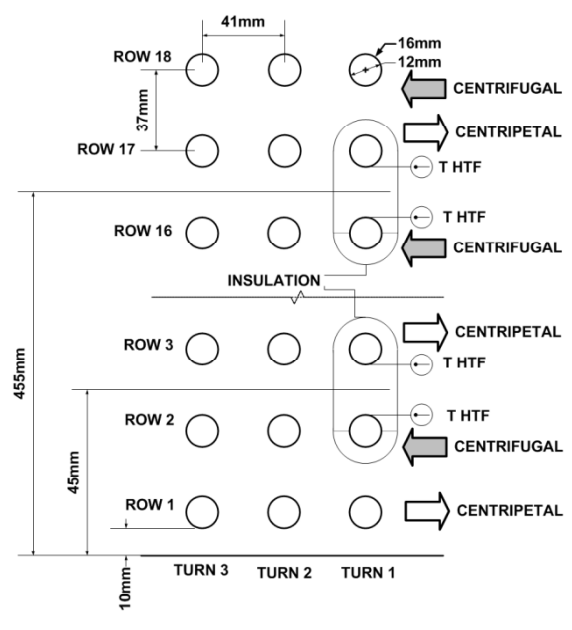 41mm
ROW 18
16mm
12mm
CENTRIFUGAL
37mm
CENTRIPETAL
ROW 17
T HTF
T HTF
ROW 16
CENTRIFUGAL
INSULATION
CENTRIPETAL
ROW 3
T HTF
455mm
T HTF
ROW 2
CENTRIFUGAL
45mm
ROW 1
CENTRIPETAL
10mm
TURN 3 TURN 2 TURN 1